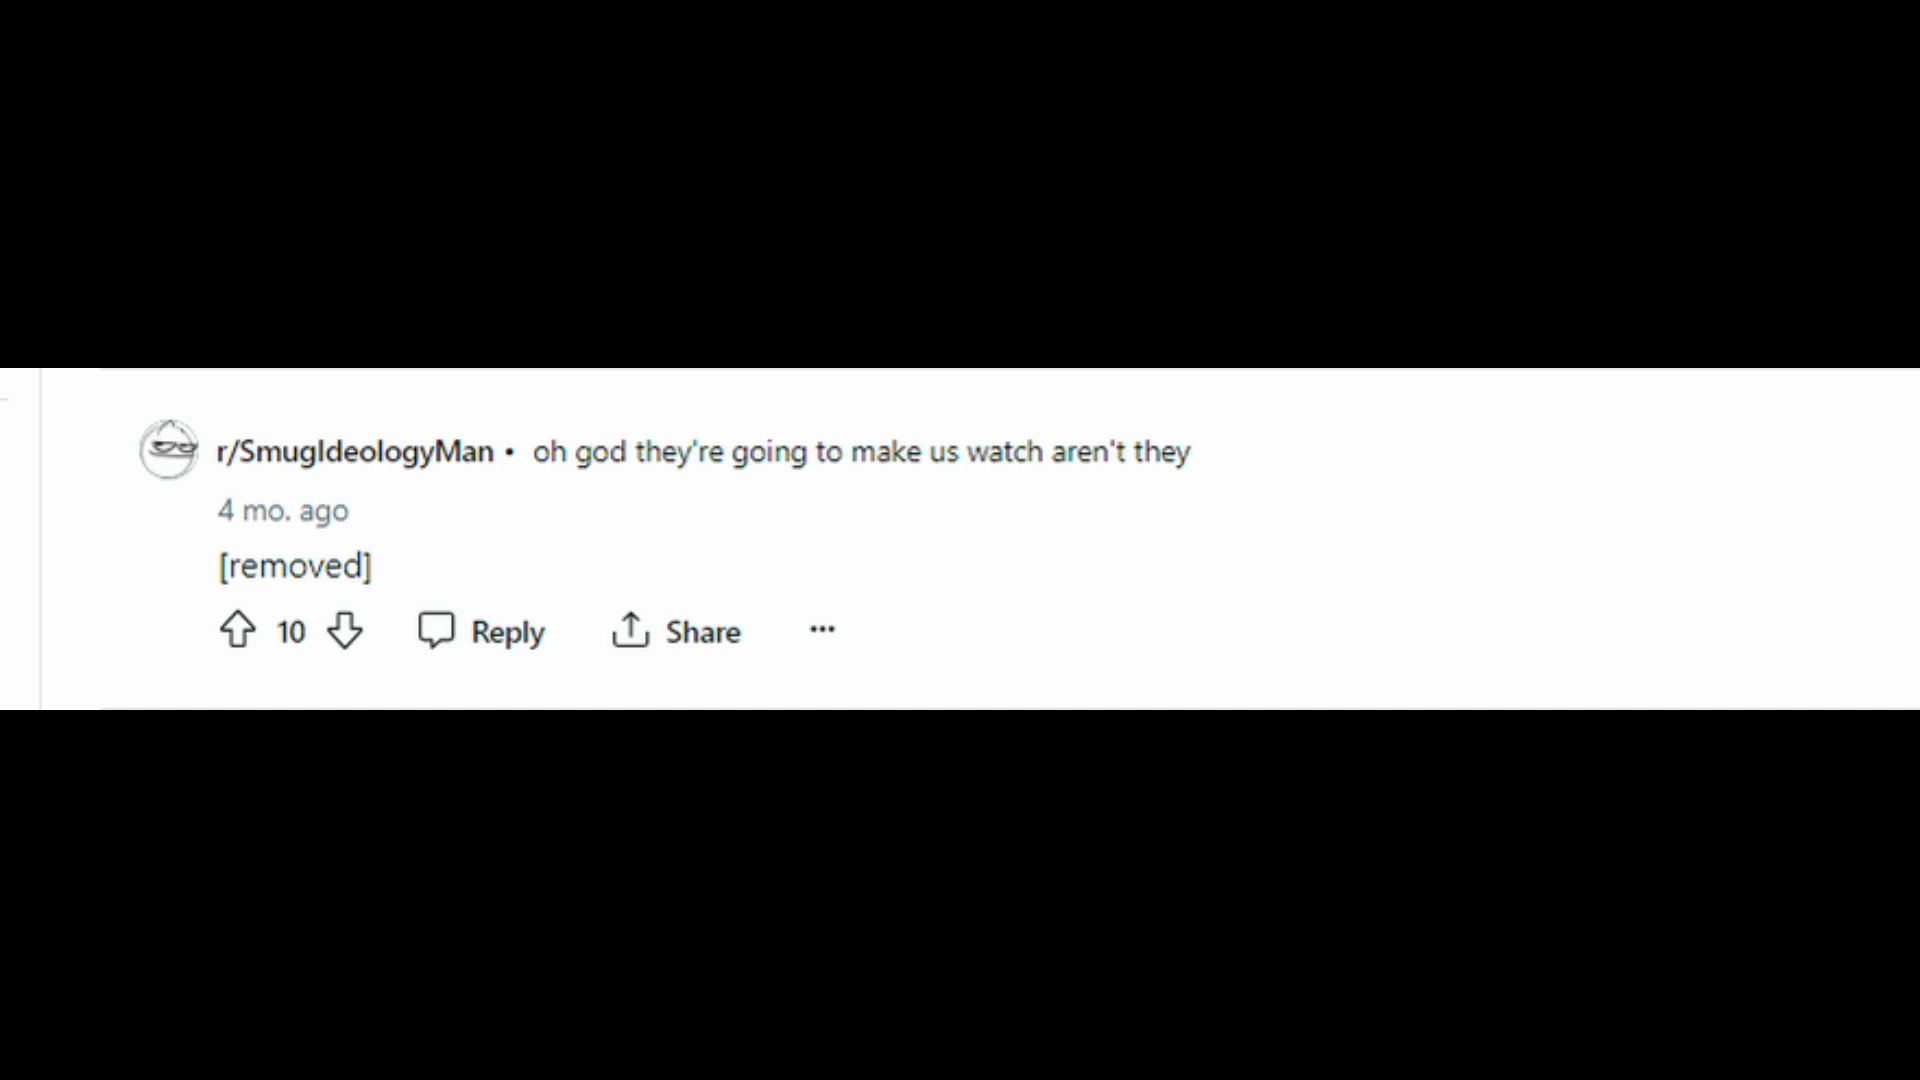 r/SmugIdeologyMan • oh god they're going to make us watch aren't they
4 mo. ago
[removed]
10 Reply Share ...